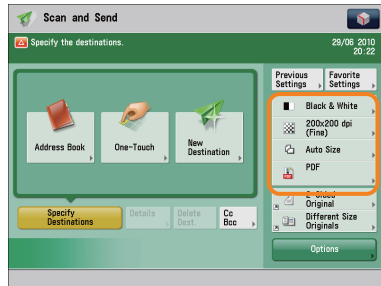 Scan and Send
Specify the destinations.
29/06 2010
20:22
Previous
Settings
Favorite
Settings
Black & White
200x200 dpi
(Fine)
Auto Size
PDF
Address Book
One-Touch
New
Destination
2-Sided
Original
Different Size
Originals
Specify
Destinations
Details
Delete
Dest.
Cc
Bcc
Options